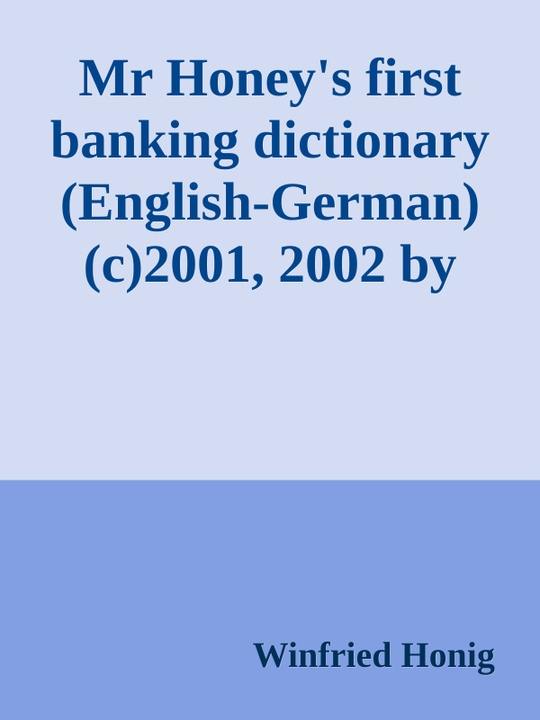 Mr Honey's first
banking dictionary
(English-German)
(c)2001, 2002 by
Winfried Honig